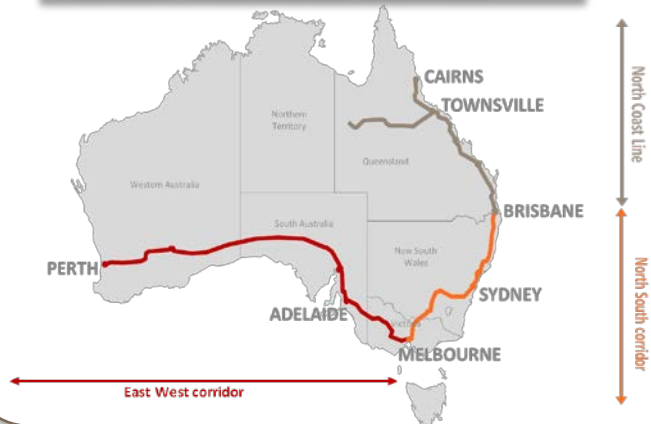 CAIRNS
TOWNSVILLE
Northern
Territory
Queensland
Western Australia
BRISBANE
South Australia
New South
Wales
PERTH
SYDNEY
ADELAIDE
Victoria
MELBOURNE
East West corridor
North Coast Line
North South corridor